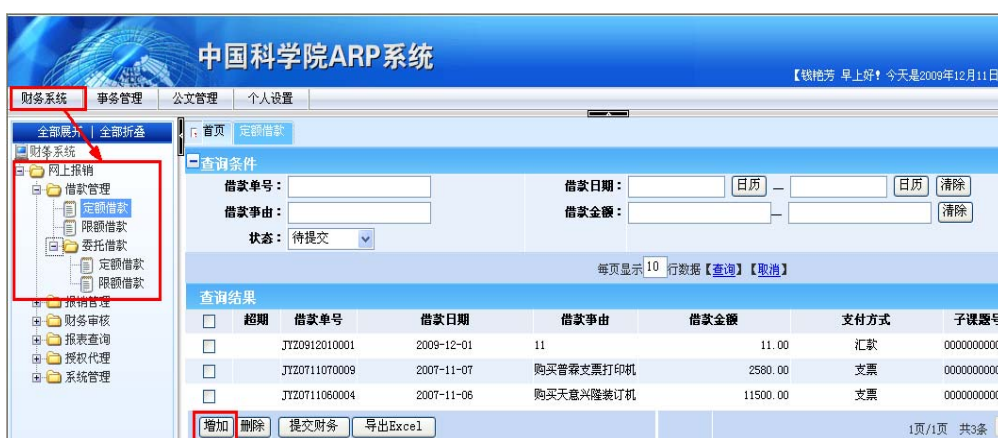 中国科学院ARP系统
【钱艳芳 早上好！今天是2009年12月11日
财务系统 事务管理 公文管理 个人设置
全部展开 | 全部折叠
财务系统
网上报销
借款管理
定额借款
限额借款
委托借款
定额借款
限额借款
报销管理
财务审核
报表查询
授权代理
系统管理
首页 定额借款
查询条件
借款单号： 借款日期： 日历 — 日历 清除
借款事由： 借款金额： — 清除
状态： 待提交
每页显示 10 行数据【查询】【取消】
查询结果
超期 借款单号 借款日期 借款事由 借款金额 支付方式 子课题号
JYZ0912010001 2009-12-01 11 11.00 汇款 0000000000
JYZ0711070009 2007-11-07 购买普霖支票打印机 2580.00 支票 0000000000
JYZ0711060004 2007-11-06 购买天意兴隆装订机 11500.00 支票 0000000000
增加 删除 提交财务 导出Excel 1页/1页 共3条